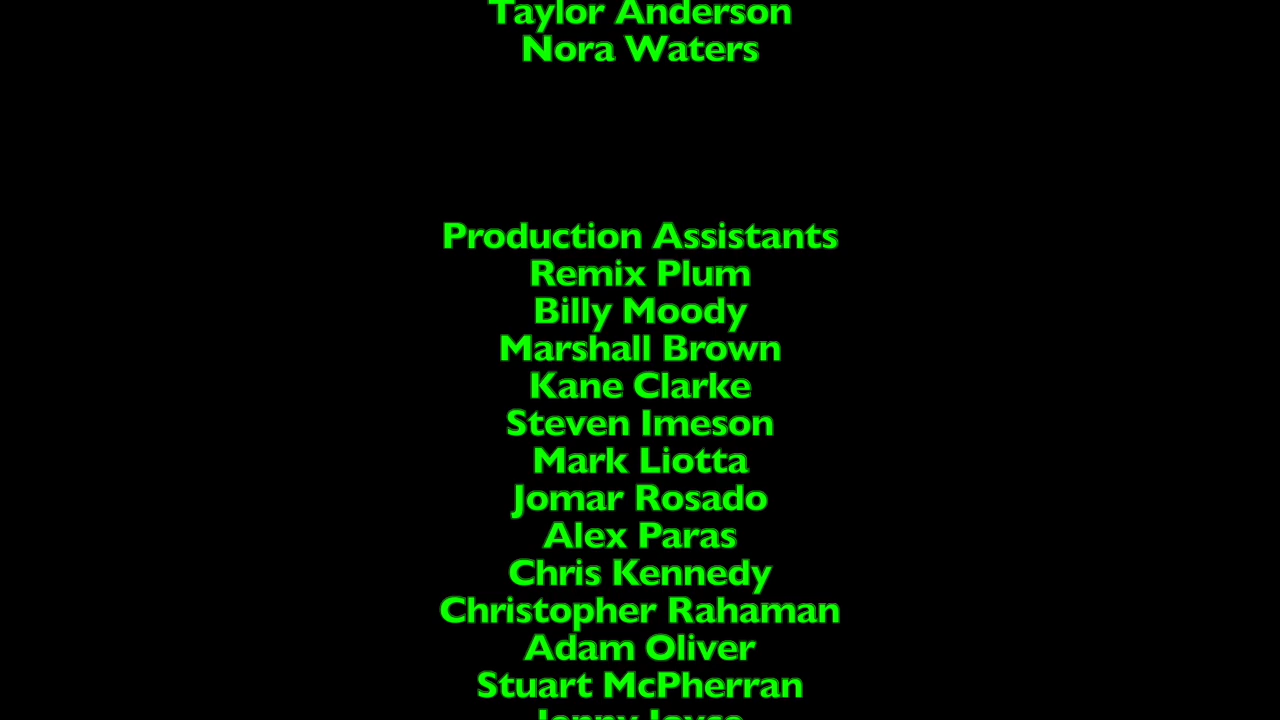 Taylor Anderson
Nora Waters
Production Assistants
Remix Plum
Billy Moody
Marshall Brown
Kane Clarke
Steven Imeson
Mark Liotta
Jomar Rosado
Alex Paras
Chris Kennedy
Christopher Rahaman
Adam Oliver
Stuart McPherran